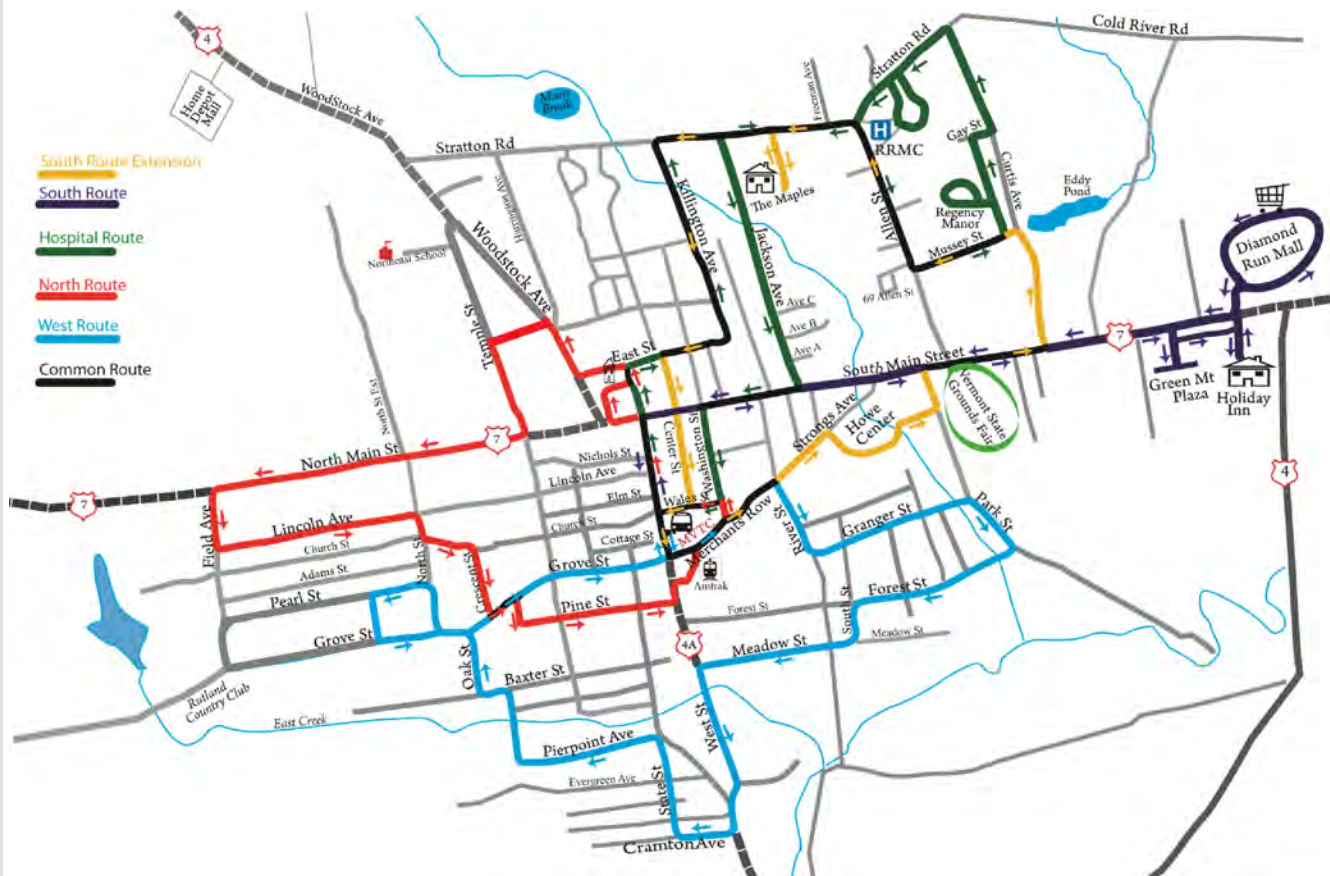 Cold River Rd
4
Home
Depot
Mall
WoodStock Ave
Freeman Ave
Stratton Rd
Muddy
Brook
H
RRMC
Gay St
Curtis Ave
Stratton Rd
South Route Extension
South Route
Hospital Route
North Route
West Route
Common Route
The Maples
Regency
Manor
Eddy
Pond
Killington Ave
Jackson Ave
Allen St
Mussey St
69 Allen St
Diamond
Run Mall
Northeast School
Woodstock Ave
Temple St
Ave C
Ave B
Ave A
East St
South Main Street
7
Green Mt
Plaza
Holiday
Inn
Vermont State
Grounds Fair
Strongs Ave
Howe
Center
Center St
Washington St
7
North Main St
Nichols St
Lincoln Ave
Elm St
Wales St
Church St
Cottage St
MVTC
Merchants Row
Amtrak
7
4
Field Ave
Lincoln Ave
Church St
Adams St
Pearl St
Grove St
North St
Crescent St
Grove St
Pine St
River St
Granger St
Park St
Forest St
Forest St
South St
Meadow St
Meadow St
4A
Oak St
Baxter St
Rutland
Country Club
East Creek
Pierpoint Ave
West St
Evergreen Ave
State St
Cramton Ave